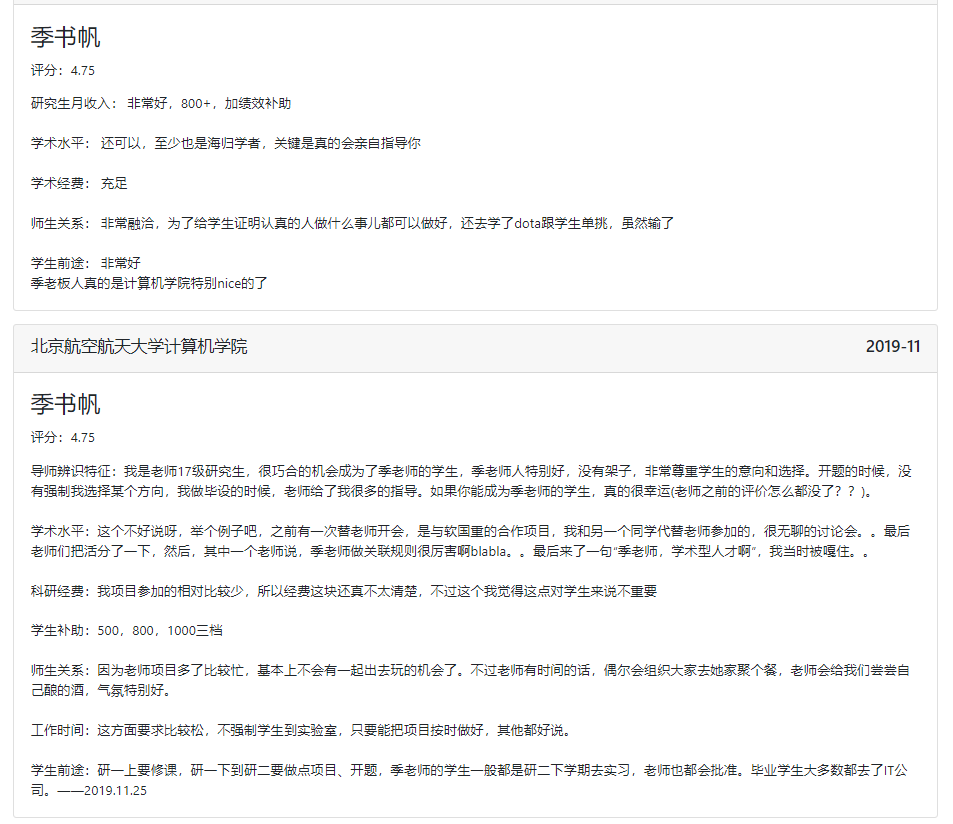 季书帆
评分：4.75
研究生月收入： 非常好，800+，加绩效补助
学术水平： 还可以，至少也是海归学者，关键是真的会亲自指导你
学术经费： 充足
师生关系： 非常融洽，为了给学生证明认真的人做什么事儿都可以做好，还去学了dota跟学生单挑，虽然输了
学生前途： 非常好
季老板人真的是计算机学院特别nice的了
北京航空航天大学计算机学院
2019-11
季书帆
评分：4.75
导师辨识特征：我是老师17级研究生，很巧合的机会成为了季老师的学生，季老师人特别好，没有架子，非常尊重学生的意向和选择。开题的时候，没
有强制我选择某个方向，我做毕设的时候，老师给了我很多的指导。如果你能成为季老师的学生，真的很幸运(老师之前的评价怎么都没了？？)。
学术水平：这个不好说呀，举个例子吧，之前有一次替老师开会，是与软国重的合作项目，我和另一个同学代替老师参加的，很无聊的讨论会。。最后
老师们把活分了一下，然后，其中一个老师说，季老师做关联规则很厉害啊blabla。。最后来了一句“季老师，学术型人才啊”，我当时被嘎住。。
科研经费：我项目参加的相对比较少，所以经费这块还真不太清楚，不过这个我觉得这点对学生来说不重要
学生补助：500，800，1000三档
师生关系：因为老师项目多了比较忙，基本上不会有一起出去玩的机会了。不过老师有时间的话，偶尔会组织大家去她家聚个餐，老师会给我们尝尝自
己酿的酒，气氛特别好。
工作时间：这方面要求比较松，不强制学生到实验室，只要能把项目按时做好，其他都好说。
学生前途：研一上要修课，研一下到研二要做点项目、开题，季老师的学生一般都是研二下学期去实习，老师也都会批准。毕业学生大多数都去了IT公
司。——2019.11.25